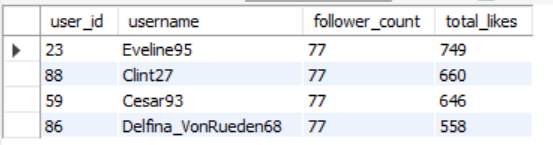 user_id username follower_count total_likes
23 Eveline95 77 749
88 Clint27 77 660
59 Cesar93 77 646
86 Delfina_VonRueden68 77 558